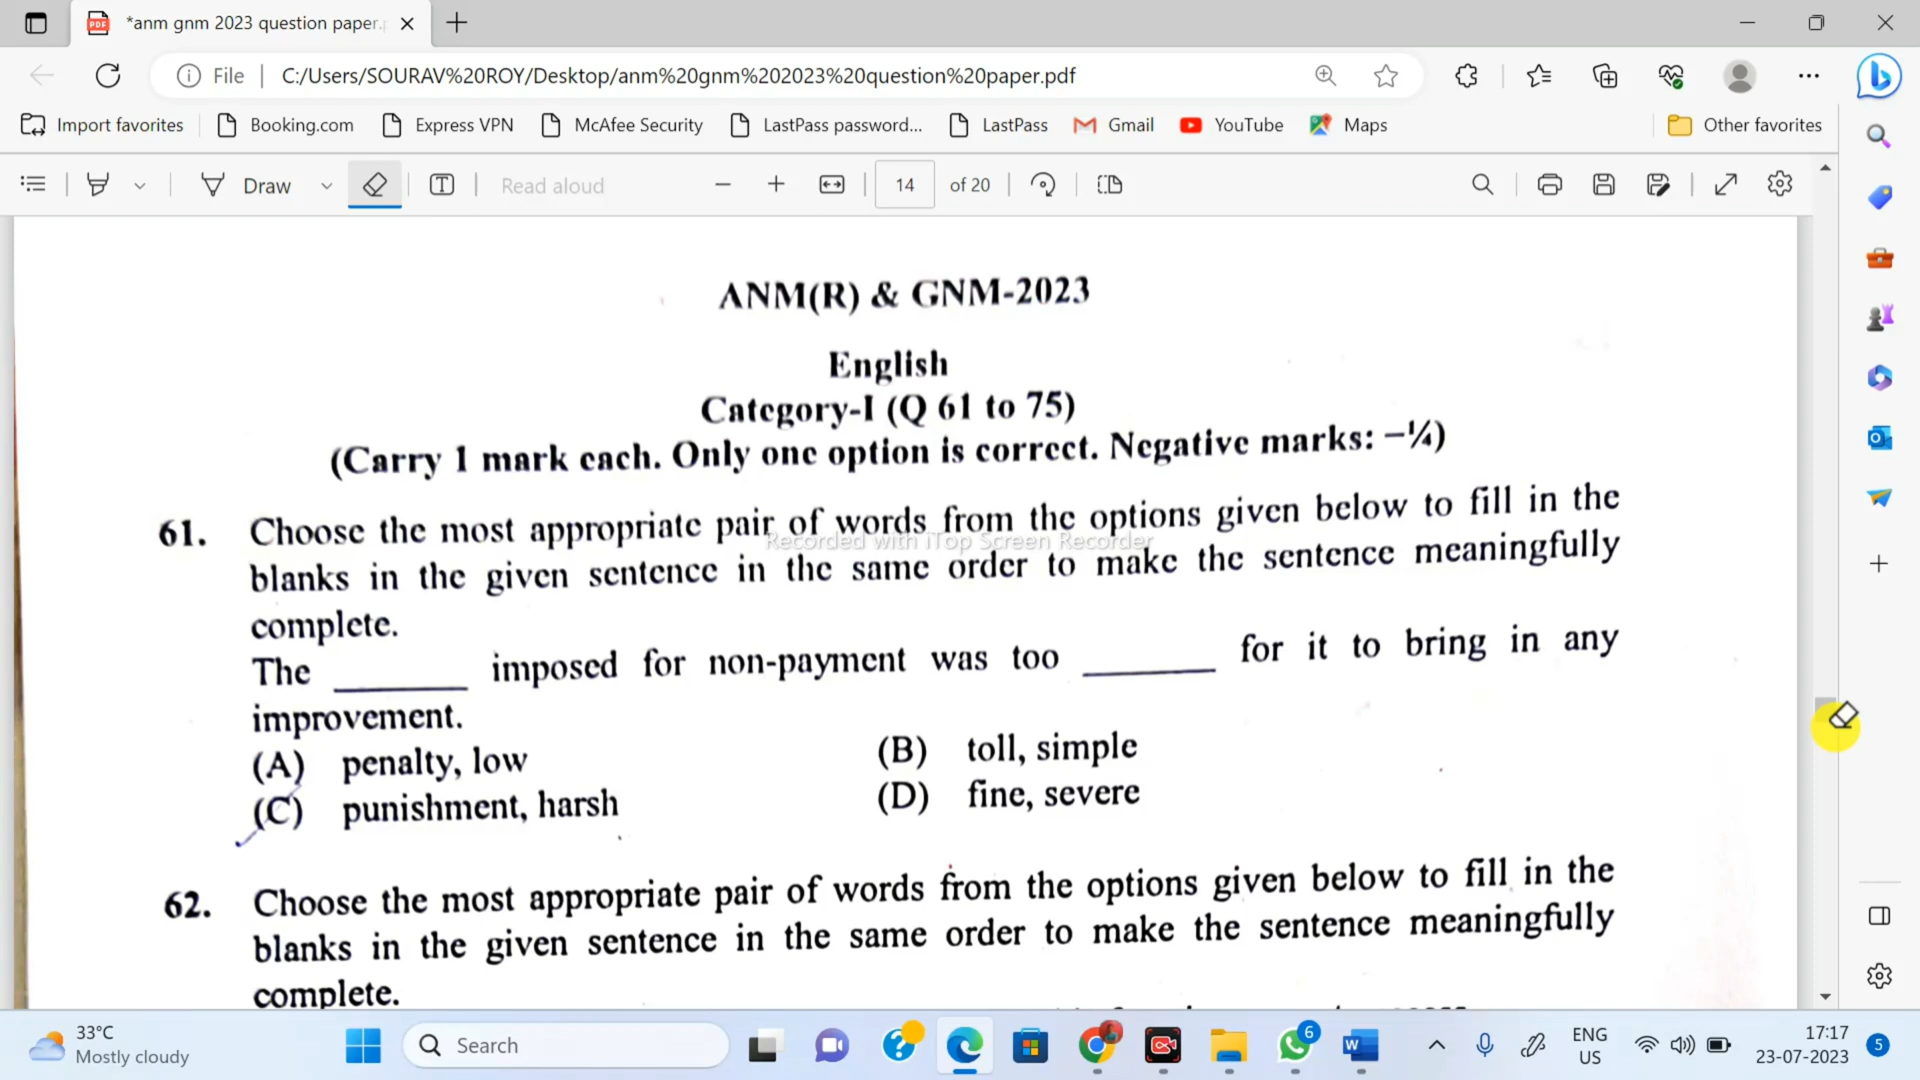 *anm gnm 2023 question paper.p
File
C:/Users/SOURAV%20ROY/Desktop/anm%20gnm%202023%20question%20paper.pdf
Import favorites
Booking.com
Express VPN
McAfee Security
LastPass password...
LastPass
Gmail
YouTube
Maps
Other favorites
Draw
Read aloud
14
of 20
ANM(R) & GNM-2023
English
Category-I (Q 61 to 75)
(Carry 1 mark each. Only one option is correct. Negative marks: –¼)
61. Choose the most appropriate pair of words from the options given below to fill in the
Recorded with iTop Screen Recorder
blanks in the given sentence in the same order to make the sentence meaningfully
complete.
The _______ imposed for non-payment was too _______ for it to bring in any
improvement.
(A) penalty, low (B) toll, simple
(C) punishment, harsh (D) fine, severe
62. Choose the most appropriate pair of words from the options given below to fill in the
blanks in the given sentence in the same order to make the sentence meaningfully
complete.
33°C
Mostly cloudy
Search
6
ENG
US
17:17
23-07-2023
5